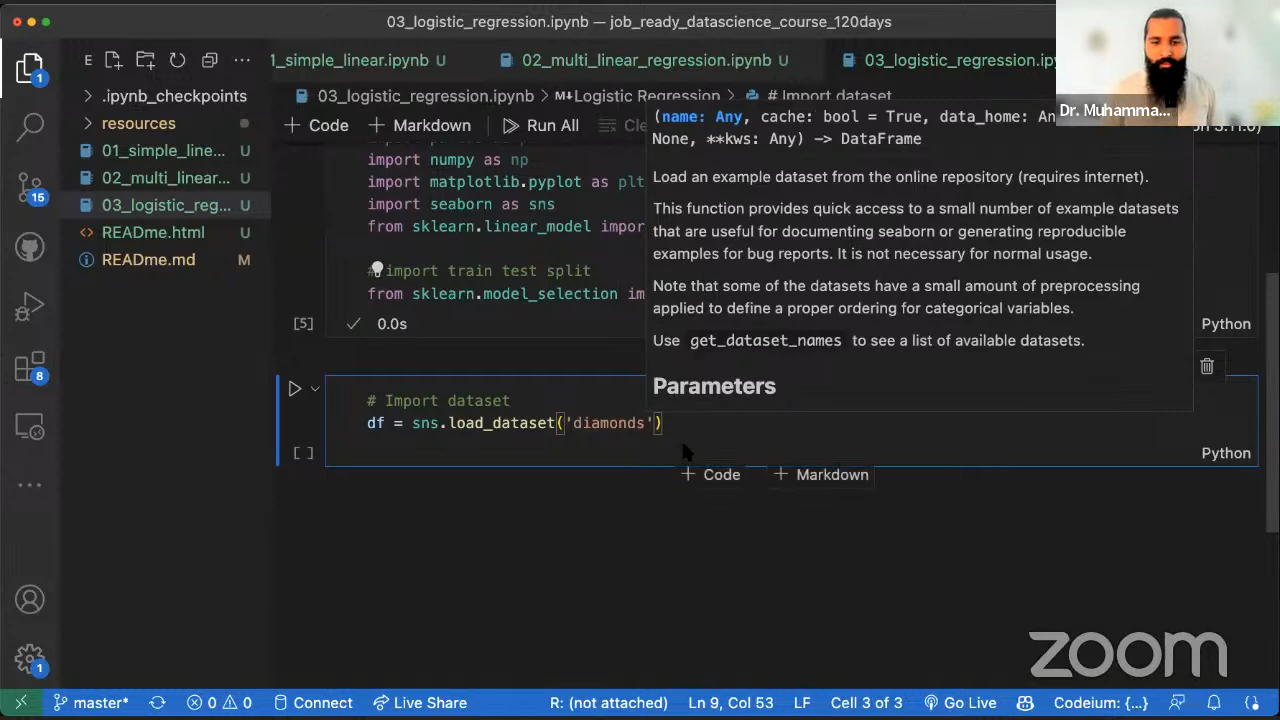 03_logistic_regression.ipynb — job_ready_datascience_course_120days
1_simple_linear.ipynb U
02_multi_linear_regression.ipynb U
03_logistic_regression.ipy
E
.ipynb_checkpoints
resources
01_simple_line... U
02_multi_linear... U
03_logistic_reg... U
READme.html U
READme.md M
1
15
8
1
03_logistic_regression.ipynb > M↓Logistic Regression > # Import dataset
+ Code + Markdown Run All Cle
import numpy as np
import matplotlib.pyplot as plt
import seaborn as sns
from sklearn.linear_model impor
# import train test split
from sklearn.model_selection im
[5] 0.0s
Python
(name: Any, cache: bool = True, data_home: An
None, **kws: Any) -> DataFrame
Load an example dataset from the online repository (requires internet).
This function provides quick access to a small number of example datasets
that are useful for documenting seaborn or generating reproducible
examples for bug reports. It is not necessary for normal usage.
Note that some of the datasets have a small amount of preprocessing
applied to define a proper ordering for categorical variables.
Use get_dataset_names to see a list of available datasets.
Parameters
# Import dataset
df = sns.load_dataset('diamonds')
[ ]
Python
+ Code + Markdown
Dr. Muhamma...
zoom
master* 0 0 Connect Live Share R: (not attached) Ln 9, Col 53 LF Cell 3 of 3 Go Live Codeium: {...}